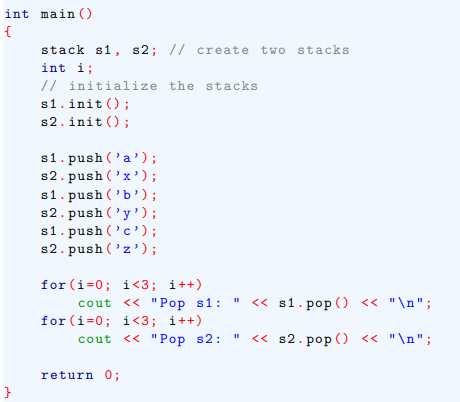 int main()
{
stack s1, s2; // create two stacks
int i;
// initialize the stacks
s1.init();
s2.init();
s1.push('a');
s2.push('x');
s1.push('b');
s2.push('y');
s1.push('c');
s2.push('z');
for(i=0; i<3; i++)
cout << "Pop s1: " << s1.pop() << "\n";
for(i=0; i<3; i++)
cout << "Pop s2: " << s2.pop() << "\n";
return 0;
}